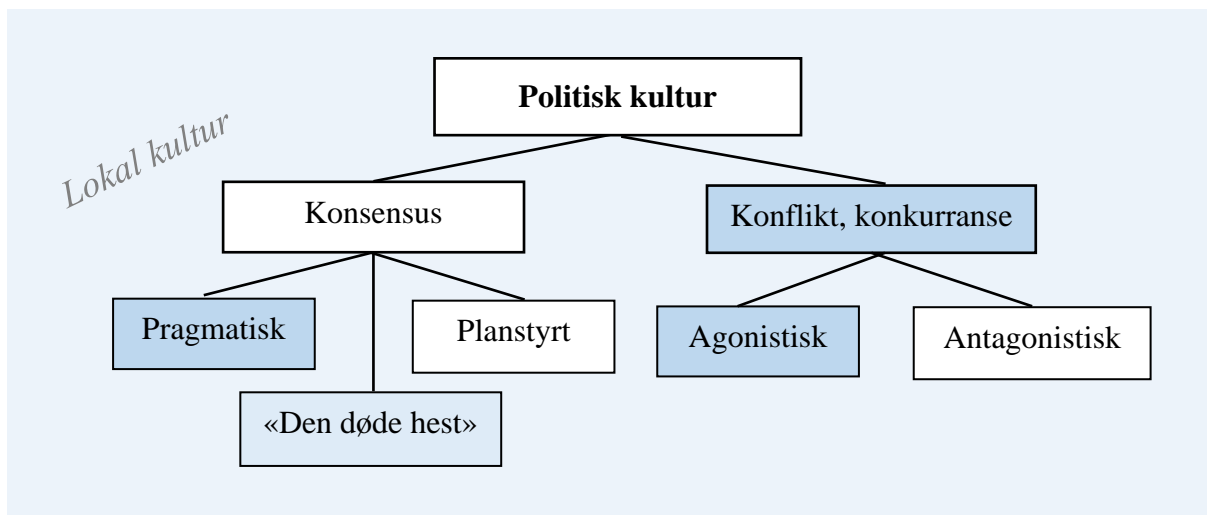 Politisk kultur
Lokal kultur
Konsensus
Konflikt, konkurranse
Pragmatisk
Planstyrt
Agonistisk
Antagonistisk
«Den døde hest»